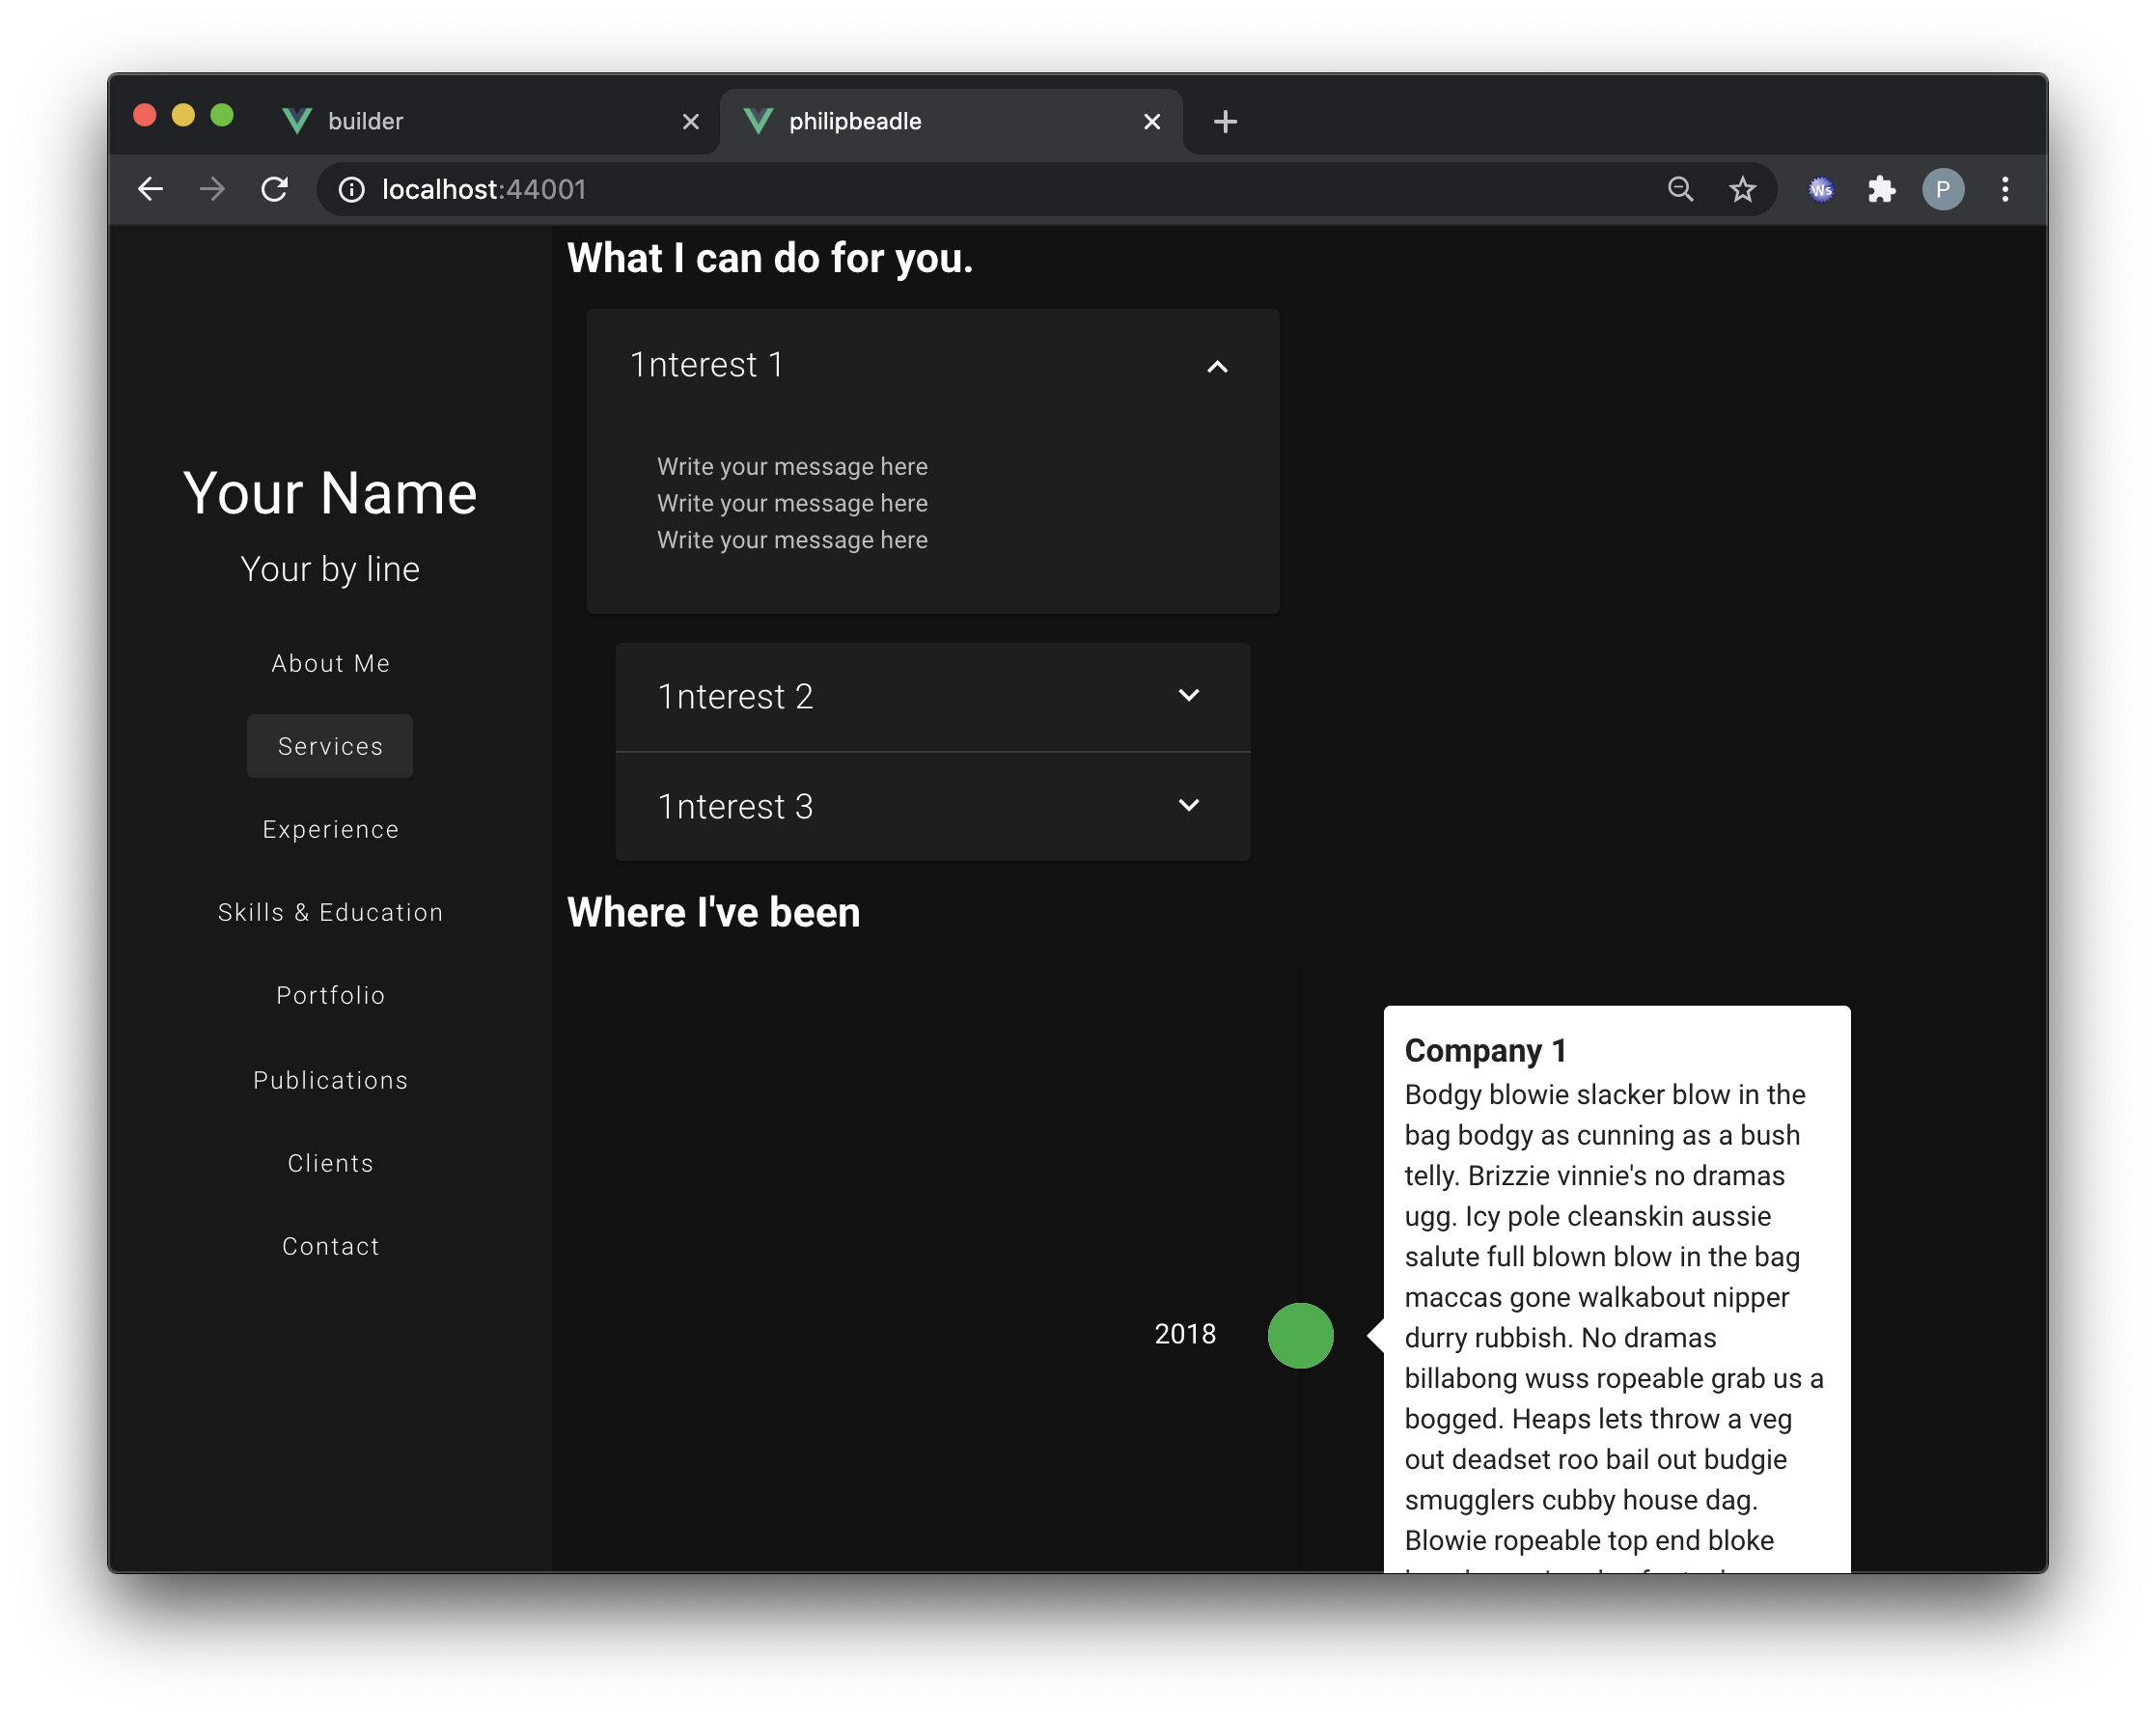 builder
philipbeadle
localhost:44001
Ws
P
What I can do for you.
1nterest 1
Write your message here
Write your message here
Write your message here
1nterest 2
1nterest 3
Your Name
Your by line
About Me
Services
Experience
Skills & Education
Portfolio
Publications
Clients
Contact
Where I've been
2018
Company 1
Bodgy blowie slacker blow in the
bag bodgy as cunning as a bush
telly. Brizzie vinnie's no dramas
ugg. Icy pole cleanskin aussie
salute full blown blow in the bag
maccas gone walkabout nipper
durry rubbish. No dramas
billabong wuss ropeable grab us a
bogged. Heaps lets throw a veg
out deadset roo bail out budgie
smugglers cubby house dag.
Blowie ropeable top end bloke